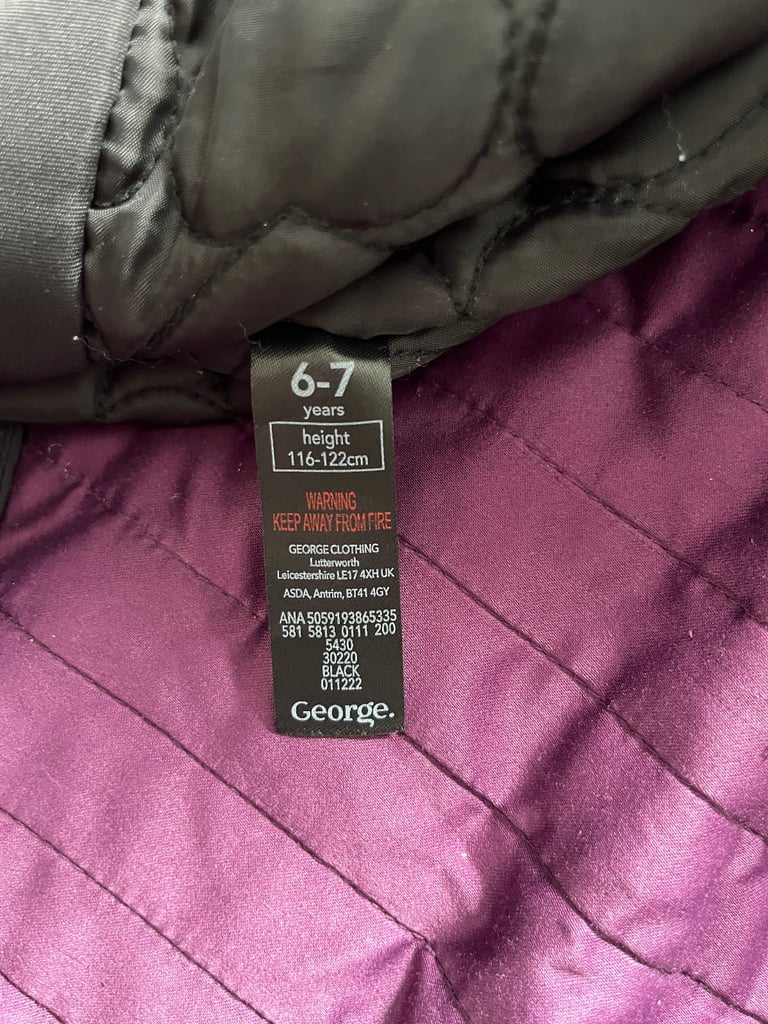 6-7
years
height
116-122cm
WARNING
KEEP AWAY FROM FIRE
GEORGE CLOTHING
Lutterworth
Leicestershire LE17 4XH UK
ASDA, Antrim, BT41 4GY
ANA 5059193865335
581 5813 0111 200
5430
30220
BLACK
011222
George.